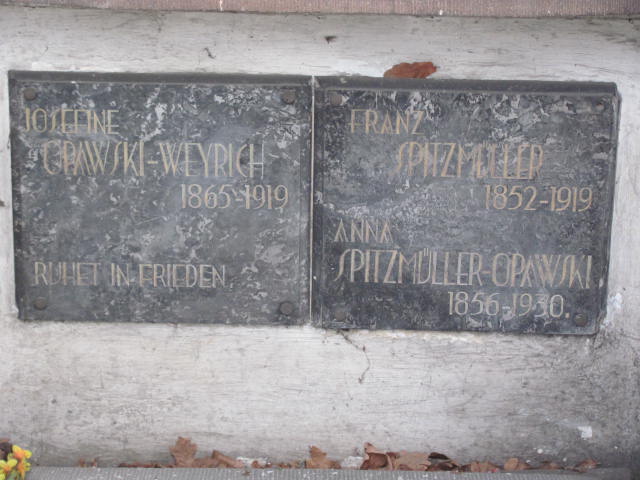 JOSEFINE
OPAWSKI-WEYRICH
1865-1919
RUHET IN FRIEDEN.
FRANZ
SPITZMÜLLER
1852-1919
ANNA
SPITZMÜLLER-OPAWSKI
1856-1930.